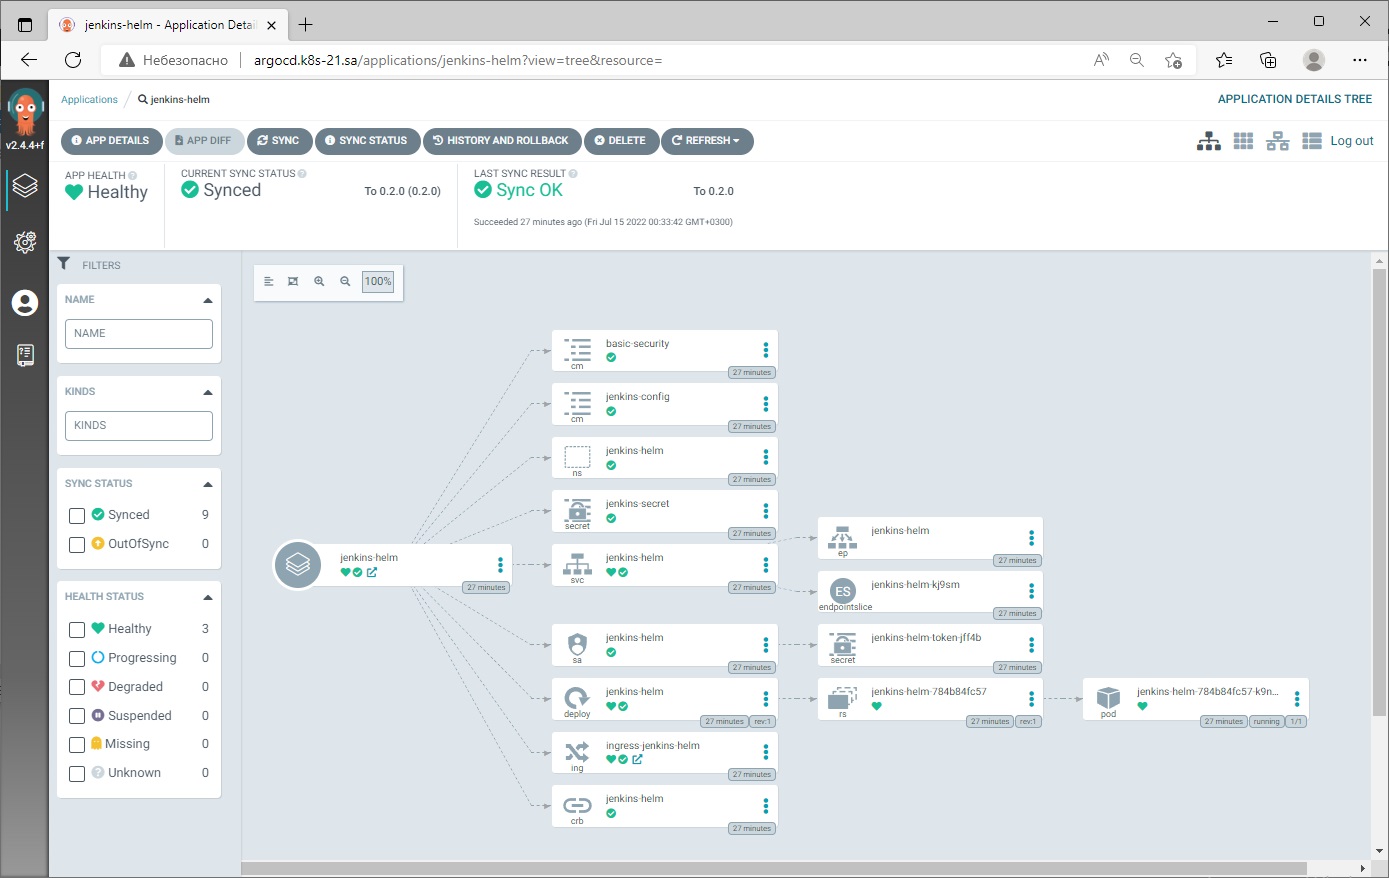 jenkins-helm - Application Detai
Небезопасно
argocd.k8s-21.sa/applications/jenkins-helm?view=tree&resource=
Applications / jenkins-helm
APPLICATION DETAILS TREE
v2.4.4+f
APP DETAILS
APP DIFF
SYNC
SYNC STATUS
HISTORY AND ROLLBACK
DELETE
REFRESH
Log out
APP HEALTH
Healthy
CURRENT SYNC STATUS
Synced
To 0.2.0 (0.2.0)
LAST SYNC RESULT
Sync OK
To 0.2.0
Succeeded 27 minutes ago (Fri Jul 15 2022 00:33:42 GMT+0300)
FILTERS
NAME
NAME
KINDS
KINDS
SYNC STATUS
Synced 9
OutOfSync 0
HEALTH STATUS
Healthy 3
Progressing 0
Degraded 0
Suspended 0
Missing 0
Unknown 0
100%
jenkins-helm
27 minutes
basic-security
cm
27 minutes
jenkins-config
cm
27 minutes
jenkins-helm
ns
27 minutes
jenkins-secret
secret
27 minutes
jenkins-helm
svc
27 minutes
jenkins-helm
ep
27 minutes
jenkins-helm-kj9sm
ES
endpointslice
27 minutes
jenkins-helm
sa
27 minutes
jenkins-helm-token-jff4b
secret
27 minutes
jenkins-helm
deploy
27 minutes rev:1
jenkins-helm-784b84fc57
rs
27 minutes rev:1
jenkins-helm-784b84fc57-k9n...
pod
27 minutes running 1/1
ingress-jenkins-helm
ing
27 minutes
jenkins-helm
crb
27 minutes